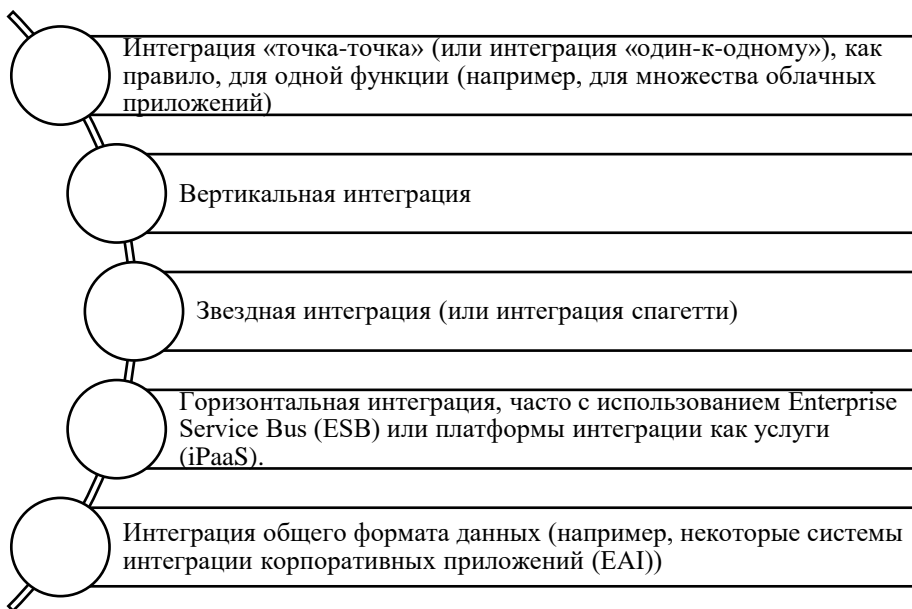 Интеграция «точка-точка» (или интеграция «один-к-одному»), как
правило, для одной функции (например, для множества облачных
приложений)
Вертикальная интеграция
Звездная интеграция (или интеграция спагетти)
Горизонтальная интеграция, часто с использованием Enterprise
Service Bus (ESB) или платформы интеграции как услуги
(iPaaS).
Интеграция общего формата данных (например, некоторые системы
интеграции корпоративных приложений (EAI))